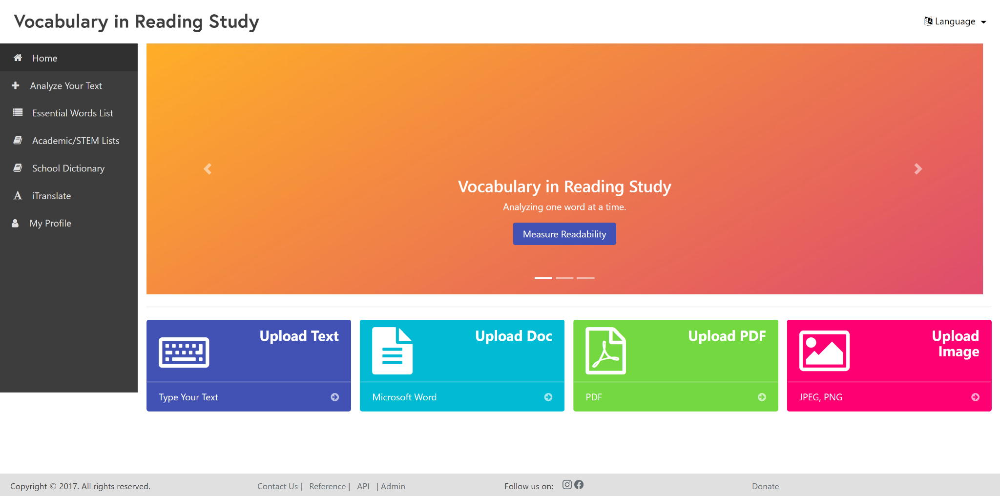 Vocabulary in Reading Study
Language
Home
Analyze Your Text
Essential Words List
Academic/STEM Lists
School Dictionary
iTranslate
My Profile
Vocabulary in Reading Study
Analyzing one word at a time.
Measure Readability
Upload Text
Type Your Text
Upload Doc
Microsoft Word
Upload PDF
PDF
Upload
Image
JPEG, PNG
Copyright © 2017. All rights reserved.
Contact Us | Reference | API | Admin
Follow us on:
Donate